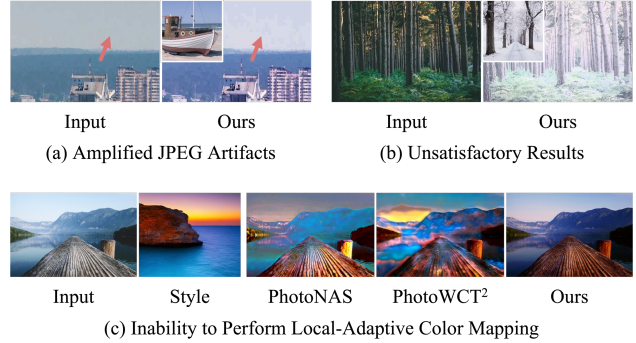 Input Ours Input Ours
(a) Amplified JPEG Artifacts (b) Unsatisfactory Results
Input Style PhotoNAS PhotoWCT² Ours
(c) Inability to Perform Local-Adaptive Color Mapping